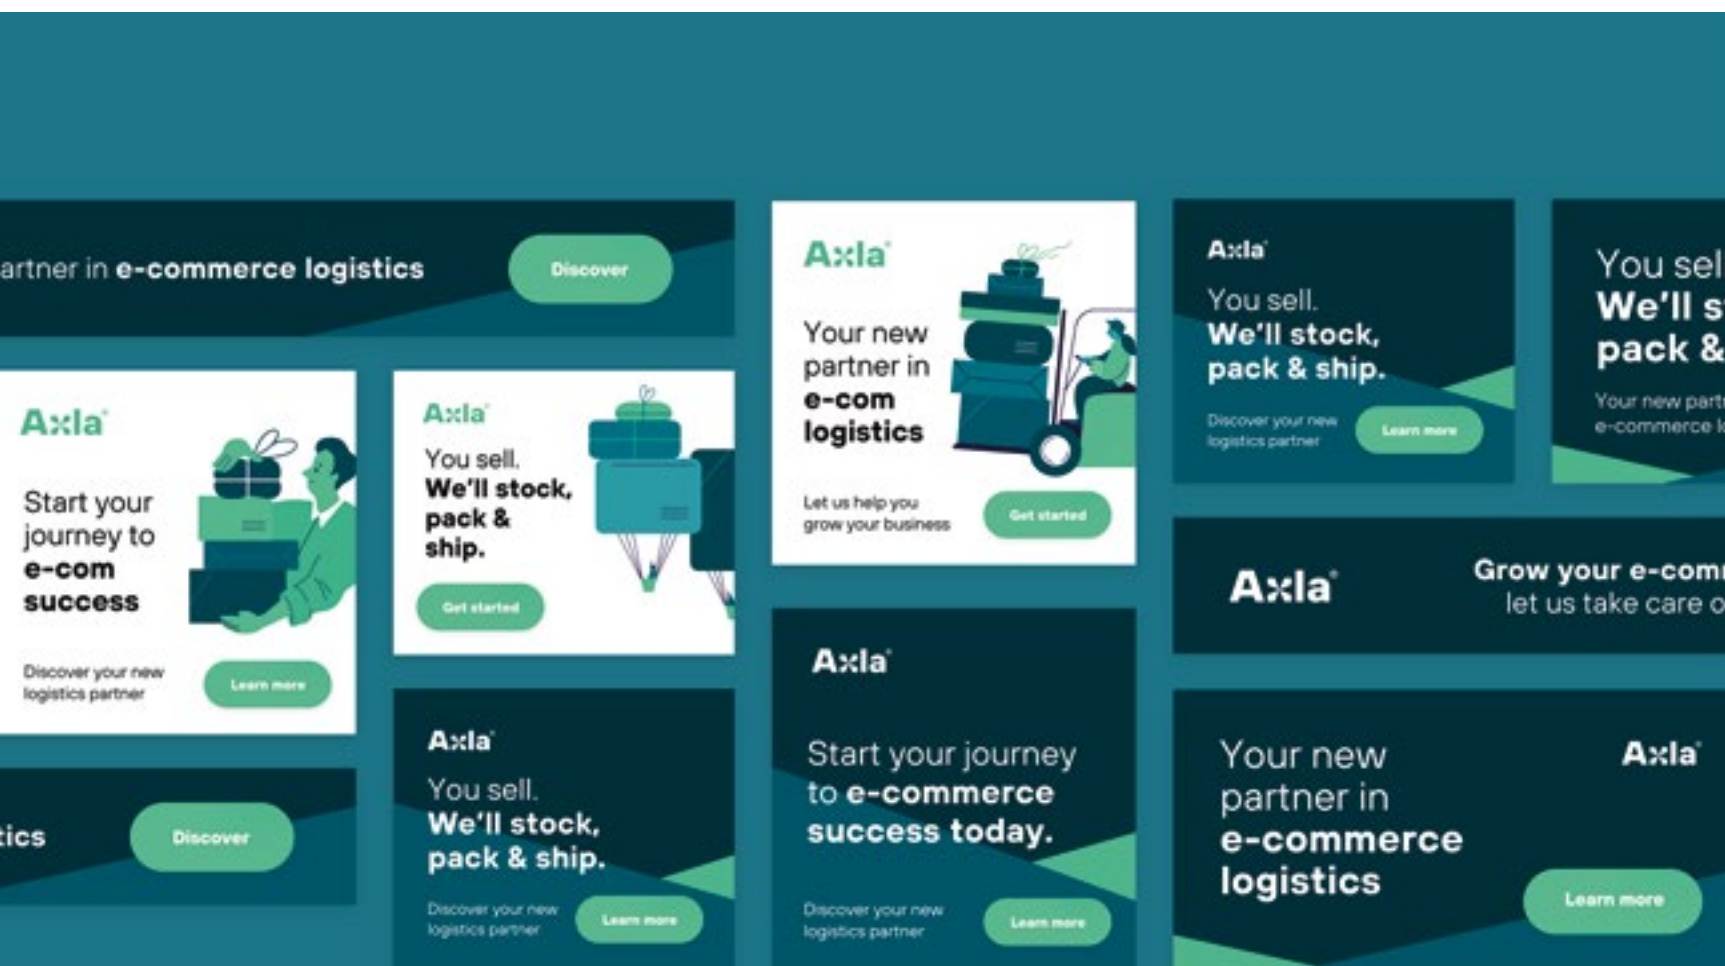 artner in e-commerce logistics
Discover
Axla
Start your
journey to
e-com
success
Discover your new
logistics partner
Learn more
tics
Discover
Axla
You sell.
We'll stock,
pack &
ship.
Get started
Axla
You sell.
We'll stock,
pack & ship.
Discover your new
logistics partner
Learn more
Axla
Your new
partner in
e-com
logistics
Let us help you
grow your business
Get started
Axla
Start your journey
to e-commerce
success today.
Discover your new
logistics partner
Learn more
Axla
You sell.
We'll stock,
pack & ship.
Discover your new
logistics partner
Learn more
You sel
We'll s
pack &
Your new partn
e-commerce lo
Axla
Grow your e-com
let us take care o
Your new
partner in
e-commerce
logistics
Axla
Learn more